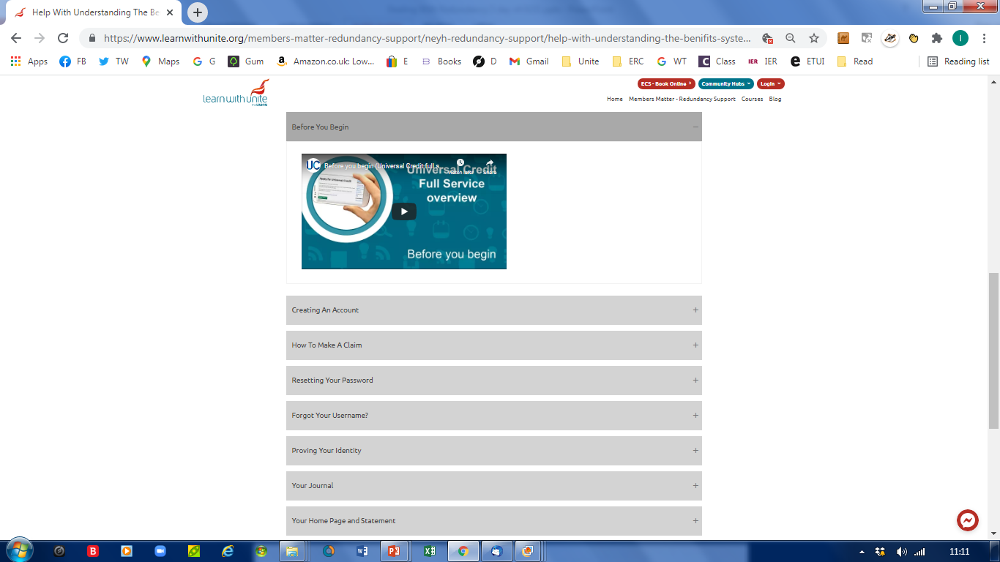 Help With Understanding The Be
https://www.learnwithunite.org/members-matter-redundancy-support/neyh-redundancy-support/help-with-understanding-the-benifits-syste...
I
Apps FB TW Maps G Gum Amazon.co.uk: Low... E Books D Gmail Unite ERC WT Class IER IER ETUI Read Reading list
learn with unite
the UNION
ECS - Book Online Community Hubs Login
Home Members Matter - Redundancy Support Courses Blog
Before You Begin
UC Before you begin (Universal Credit full s... Watch later Share
Universal Credit
Full Service
overview
Before you begin
Creating An Account
How To Make A Claim
Resetting Your Password
Forgot Your Username?
Proving Your Identity
Your Journal
Your Home Page and Statement
11:11